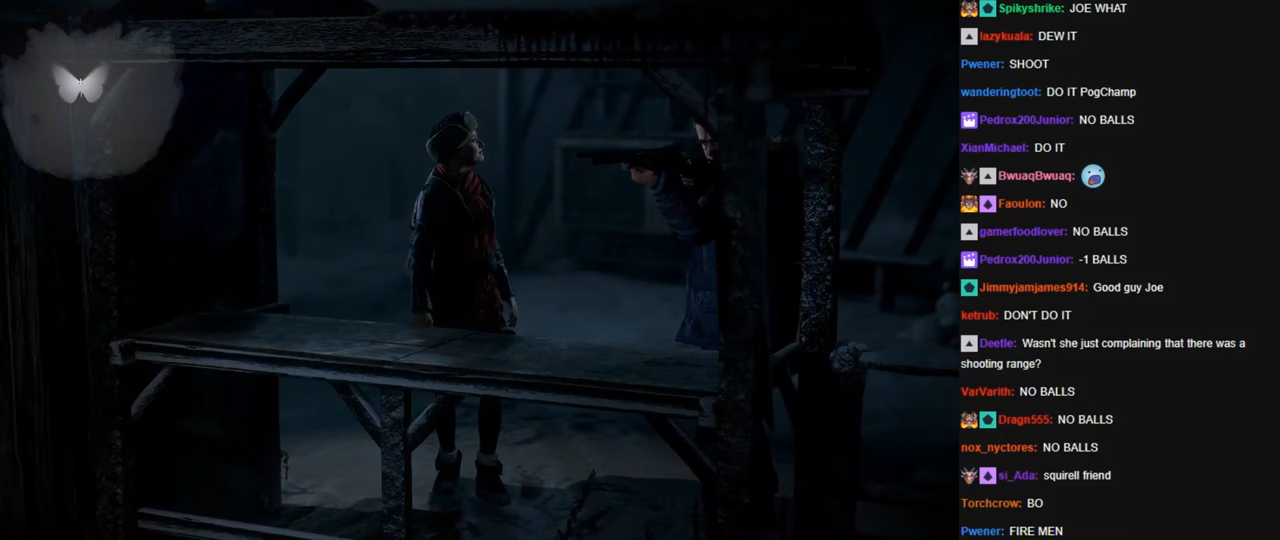 Spikyshrike: JOE WHAT
lazykuala: DEW IT
Pwener: SHOOT
wanderingtoot: DO IT PogChamp
Pedrox200Junior: NO BALLS
XianMichael: DO IT
BwuaqBwuaq:
Faoulon: NO
gamerfoodlover: NO BALLS
Pedrox200Junior: -1 BALLS
Jimmyjamjames914: Good guy Joe
ketrub: DON'T DO IT
Deetle: Wasn't she just complaining that there was a
shooting range?
VarVarith: NO BALLS
Dragn555: NO BALLS
nox_nyctores: NO BALLS
si_Ada: squirell friend
Torchcrow: BO
Pwener: FIRE MEN